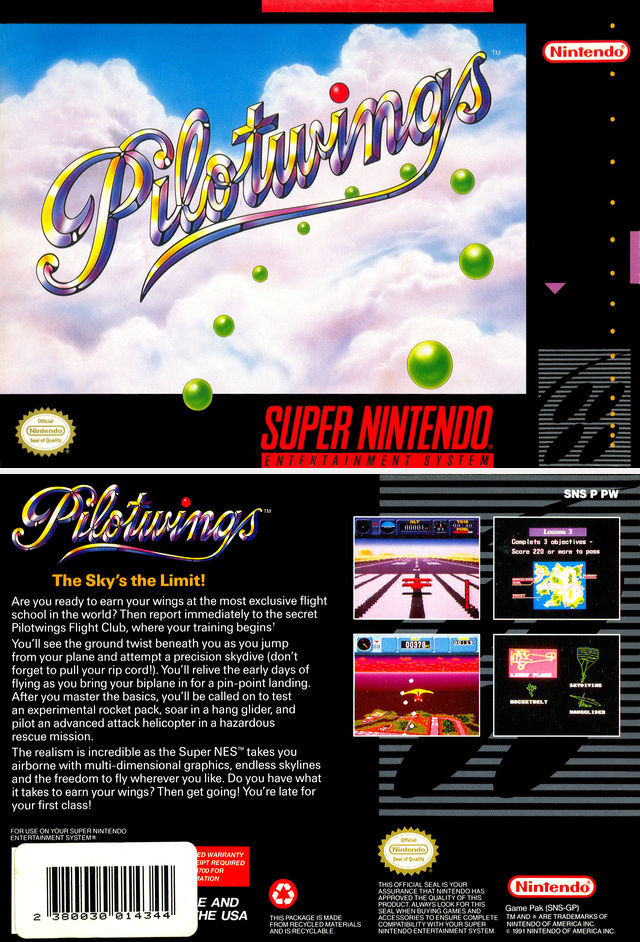 Pilotwings™
Nintendo®
Official
Nintendo
Seal of Quality
SUPER NINTENDO
ENTERTAINMENT SYSTEM
Pilotwings™
SNS P PW
The Sky's the Limit!
Are you ready to earn your wings at the most exclusive flight
school in the world? Then report immediately to the secret
Pilotwings Flight Club, where your training begins!
You'll see the ground twist beneath you as you jump
from your plane and attempt a precision skydive (don't
forget to pull your rip cord!). You'll relive the early days of
flying as you bring your biplane in for a pin-point landing.
After you master the basics, you'll be called on to test
an experimental rocket pack, soar in a hang glider, and
pilot an advanced attack helicopter in a hazardous
rescue mission.
The realism is incredible as the Super NES™ takes you
airborne with multi-dimensional graphics, endless skylines
and the freedom to fly wherever you like. Do you have what
it takes to earn your wings? Then get going! You're late for
your first class!
ALT
FUEL
Lesson 3
Complete 3 objectives -
Score 220 or more to pass
TARGET
LIGHT PLANE
SKYDIVING
ROCKETBELT
HANGGLIDER
FOR USE ON YOUR SUPER NINTENDO
ENTERTAINMENT SYSTEM®
ED WARRANTY
EIPT REQUIRED
700 FOR
MATION
E AND
THE USA
2 380030 014344
THIS PACKAGE IS MADE
FROM RECYCLED MATERIALS
AND IS RECYCLABLE.
Official
Nintendo
Seal of Quality
THIS OFFICIAL SEAL IS YOUR
ASSURANCE THAT NINTENDO HAS
APPROVED THE QUALITY OF THIS
PRODUCT. ALWAYS LOOK FOR THIS
SEAL WHEN BUYING GAMES AND
ACCESSORIES TO ENSURE COMPLETE
COMPATIBILITY WITH YOUR SUPER
NINTENDO ENTERTAINMENT SYSTEM.
Nintendo®
Game Pak (SNS-GP)
TM AND ® ARE TRADEMARKS OF
NINTENDO OF AMERICA INC.
© 1991 NINTENDO OF AMERICA INC.